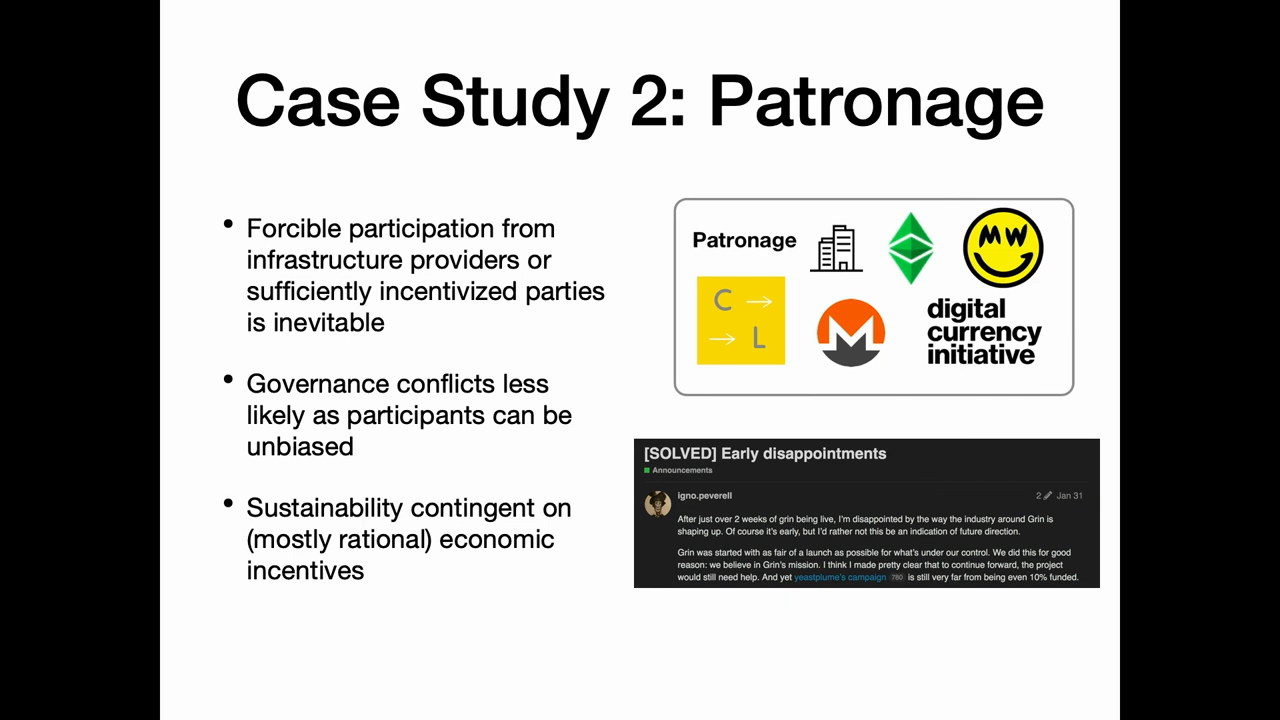 Case Study 2: Patronage
• Forcible participation from
infrastructure providers or
sufficiently incentivized parties
is inevitable
• Governance conflicts less
likely as participants can be
unbiased
• Sustainability contingent on
(mostly rational) economic
incentives
Patronage
MW
C →
→ L
M
digital
currency
initiative
[SOLVED] Early disappointments
Announcements
igno.peverell
2 Jan 31
After just over 2 weeks of grin being live, I'm disappointed by the way the industry around Grin is
shaping up. Of course it's early, but I'd rather not this be an indication of future direction.
Grin was started with as fair of a launch as possible for what's under our control. We did this for good
reason: we believe in Grin's mission. I think I made pretty clear that to continue forward, the project
would still need help. And yet yeastplume's campaign 780 is still very far from being even 10% funded.